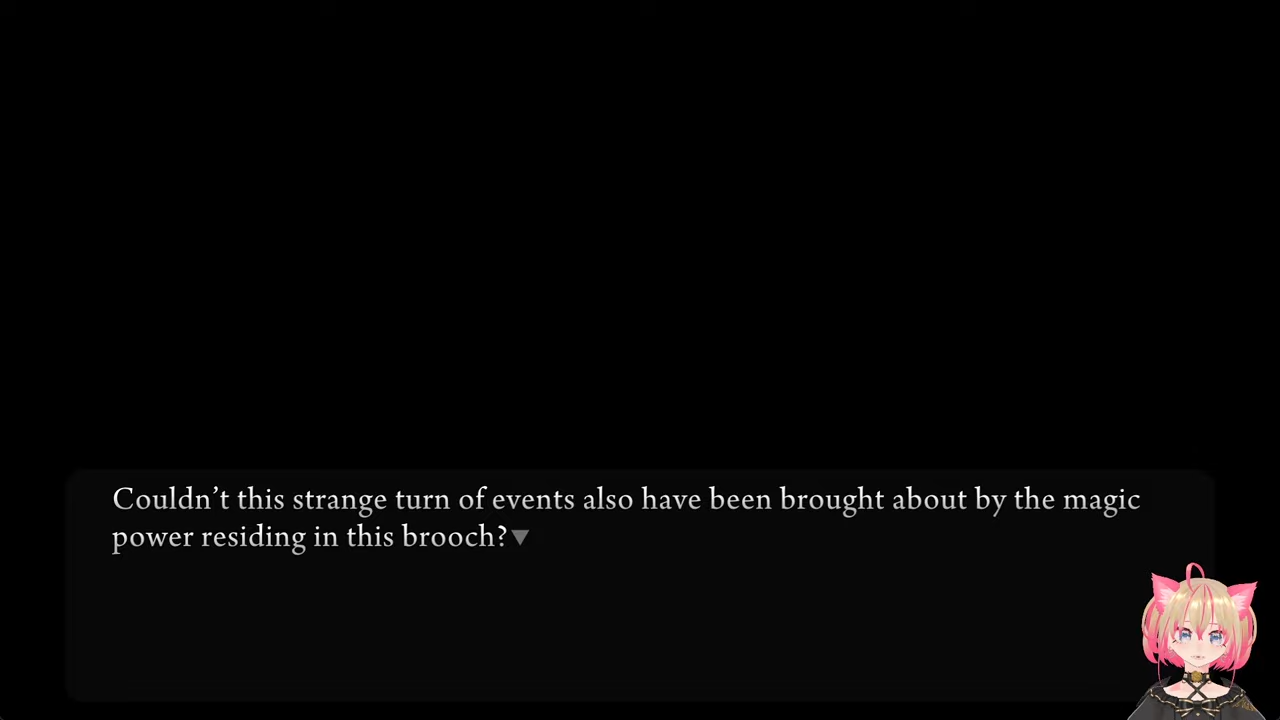 Couldn’t this strange turn of events also have been brought about by the magic
power residing in this brooch?